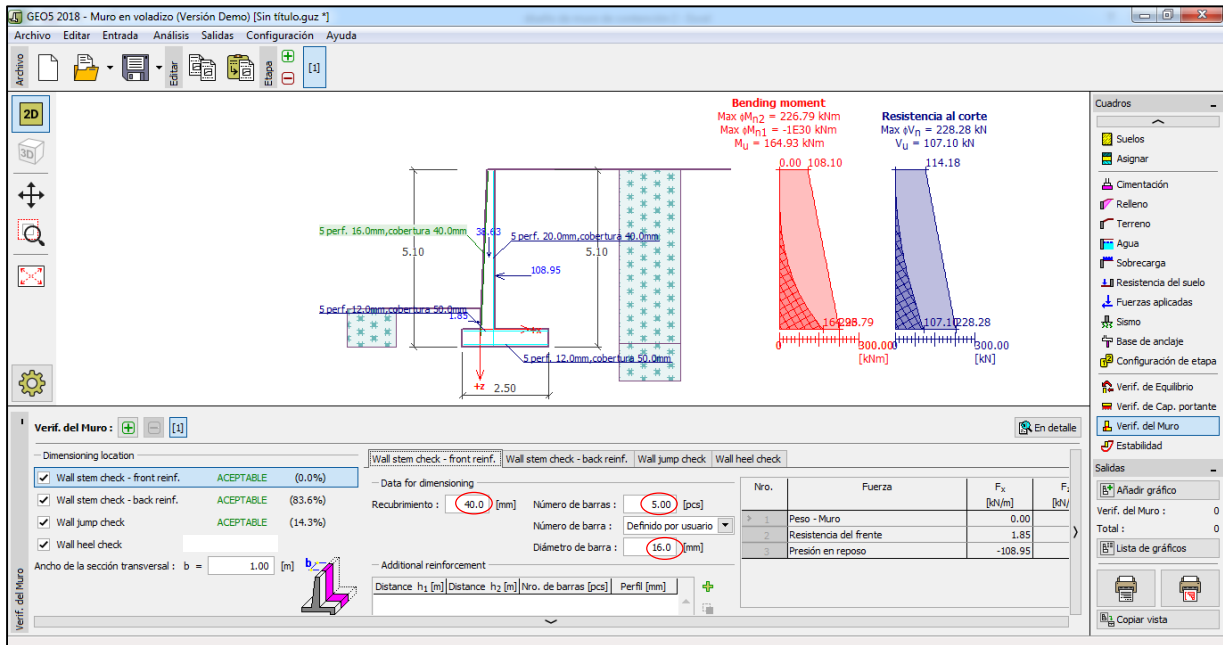 GEO5 2018 - Muro en voladizo (Versión Demo) [Sin título.guz *]
Archivo Editar Entrada Análisis Salidas Configuración Ayuda
Archivo
Editar
Etapa
[1]
2D
3D
Bending moment
Max ϕMn2 = 226.79 kNm
Max ϕMn1 = -1E30 kNm
Mu = 164.93 kNm
0.00 108.10
Resistencia al corte
Max ϕVn = 228.28 kN
Vu = 107.10 kN
114.18
5 perf. 16.0mm,cobertura 40.0mm
38.63
5 perf. 20.0mm,cobertura 40.0mm
5.10
5.10
108.95
5 perf. 12.0mm,cobertura 50.0mm
1.85
+x
5 perf. 12.0mm,cobertura 50.0mm
+z
2.50
107.10
228.28
0
300.00
[kNm]
0
300.00
[kN]
Cuadros
Suelos
Asignar
Cimentación
Relleno
Terreno
Agua
Sobrecarga
Resistencia del suelo
Fuerzas aplicadas
Sismo
Base de anclaje
Configuración de etapa
Verif. de Equilibrio
Verif. de Cap. portante
Verif. del Muro
Estabilidad
Salidas
Añadir gráfico
Verif. del Muro : 0
Total : 0
Lista de gráficos
Copiar vista
Verif. del Muro
Verif. del Muro : [1]
En detalle
Dimensioning location
Wall stem check - front reinf. ACEPTABLE (0.0%)
Wall stem check - back reinf. ACEPTABLE (83.6%)
Wall jump check ACEPTABLE (14.3%)
Wall heel check
Ancho de la sección transversal : b = 1.00 [m]
b
Wall stem check - front reinf. Wall stem check - back reinf. Wall jump check Wall heel check
Data for dimensioning
Recubrimiento : 40.0 [mm] Número de barras : 5.00 [pcs]
Número de barra : Definido por usuario
Diámetro de barra : 16.0 [mm]
Additional reinforcement
Distance h1 [m] Distance h2 [m] Nro. de barras [pcs] Perfil [mm]
Nro. Fuerza Fx
[kN/m]
1 Peso - Muro 0.00
2 Resistencia del frente 1.85
3 Presión en reposo -108.95